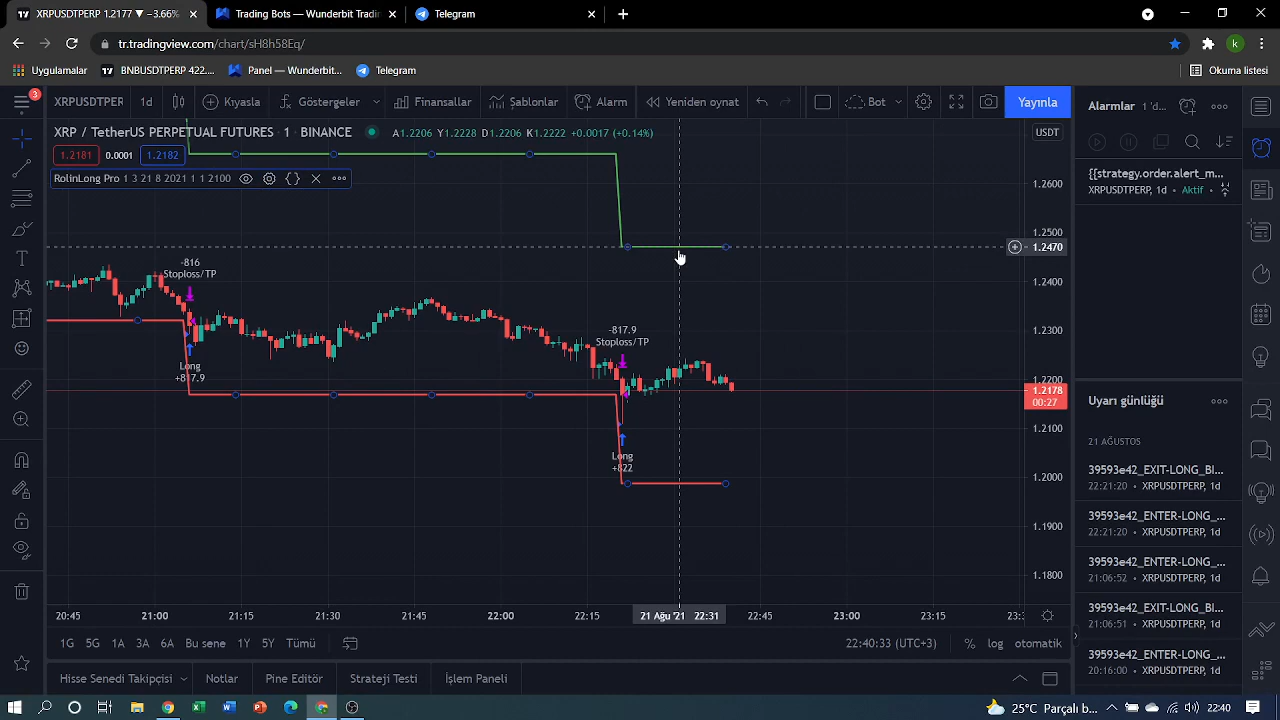 XRPUSDTPERP 1.2177 ▼−3.66%
Trading Bots — Wunderbit Tradin
Telegram
tr.tradingview.com/chart/sH8h58Eq/
Uygulamalar
BNBUSDTPERP 422...
Panel — Wunderbit...
Telegram
Okuma listesi
3
XRPUSDTPER
1d
Kıyasla
Göstergeler
Finansallar
Şablonlar
Alarm
Yeniden oynat
Bot
Yayınla
Alarmlar
1 'd...
XRP / TetherUS PERPETUAL FUTURES · 1 · BINANCE
A1.2206 Y1.2228 D1.2206 K1.2222 +0.0017 (+0.14%)
USDT
1.2181
0.0001
1.2182
RolinLong Pro 1 3 21 8 2021 1 1 2100
{{strategy.order.alert_m...
XRPUSDTPERP, 1d • Aktif
1.2600
1.2500
1.2470
1.2400
1.2300
1.2200
1.2178
00:27
1.2100
1.2000
1.1900
1.1800
-816
Stoploss/TP
Long
+817.9
-817.9
Stoploss/TP
Long
+822
Uyarı günlüğü
21 AĞUSTOS
39593e42_EXIT-LONG_BI...
22:21:20 • XRPUSDTPERP, 1d
39593e42_ENTER-LONG_...
22:21:20 • XRPUSDTPERP, 1d
39593e42_ENTER-LONG_...
21:06:52 • XRPUSDTPERP, 1d
39593e42_EXIT-LONG_BI...
21:06:51 • XRPUSDTPERP, 1d
39593e42_ENTER-LONG_...
20:16:00 • XRPUSDTPERP, 1d
20:45
21:00
21:15
21:30
21:45
22:00
22:15
21 Ağu '21 22:31
22:45
23:00
23:15
1G
5G
1A
3A
6A
Bu sene
1Y
5Y
Tümü
22:40:33 (UTC+3)
%
log
otomatik
Hisse Senedi Takipçisi
Notlar
Pine Editör
Strateji Testi
İşlem Paneli
25°C Parçalı b...
22:40